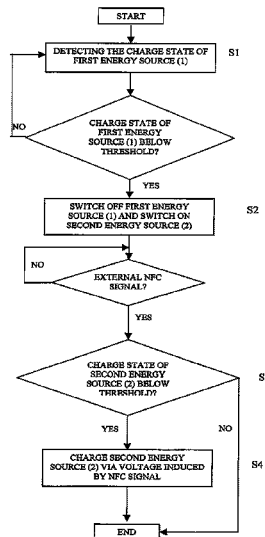 START
DETECTING THE CHARGE STATE OF
FIRST ENERGY SOURCE (1)
S1
CHARGE STATE OF
FIRST ENERGY
SOURCE (1) BELOW
THRESHOLD?
NO
YES
SWITCH OFF FIRST ENERGY
SOURCE (1) AND SWITCH ON
SECOND ENERGY SOURCE (2)
S2
NO
EXTERNAL NFC
SIGNAL?
YES
CHARGE STATE OF
SECOND ENERGY
SOURCE (2) BELOW
THRESHOLD?
S
YES
NO
CHARGE SECOND ENERGY
SOURCE (2) VIA VOLTAGE INDUCED
BY NFC SIGNAL
S4
END